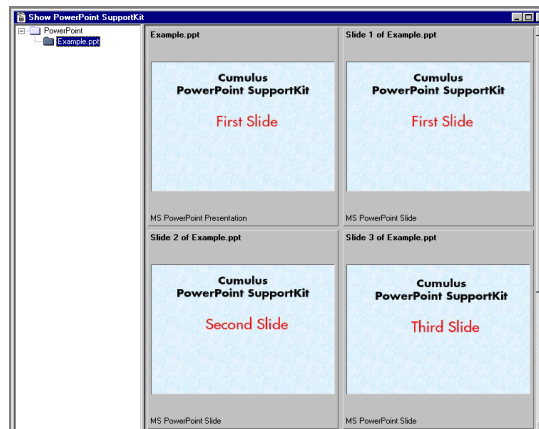 Show PowerPoint SupportKit
PowerPoint
Example.ppt
Example.ppt
Cumulus
PowerPoint SupportKit
First Slide
MS PowerPoint Presentation
Slide 1 of Example.ppt
Cumulus
PowerPoint SupportKit
First Slide
MS PowerPoint Slide
Slide 2 of Example.ppt
Cumulus
PowerPoint SupportKit
Second Slide
MS PowerPoint Slide
Slide 3 of Example.ppt
Cumulus
PowerPoint SupportKit
Third Slide
MS PowerPoint Slide